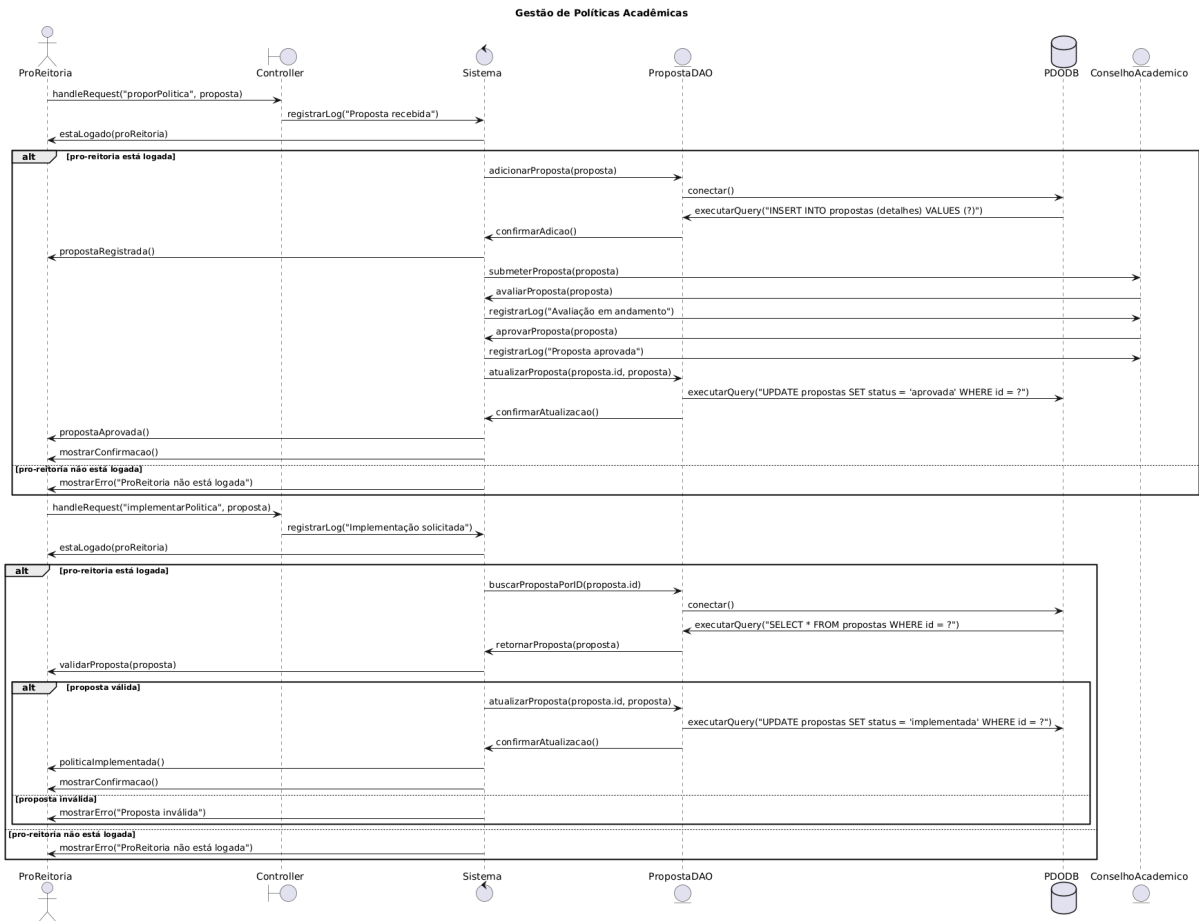 Gestão de Políticas Acadêmicas
ProReitoria Controller Sistema PropostaDAO PDODB ConselhoAcademico
handleRequest("proporPolitica", proposta)
registrarLog("Proposta recebida")
estaLogado(proReitoria)
alt [pro-reitoria está logada]
adicionarProposta(proposta)
conectar()
executarQuery("INSERT INTO propostas (detalhes) VALUES (?)")
confirmarAdicao()
propostaRegistrada()
submeterProposta(proposta)
avaliarProposta(proposta)
registrarLog("Avaliação em andamento")
aprovarProposta(proposta)
registrarLog("Proposta aprovada")
atualizarProposta(proposta.id, proposta)
executarQuery("UPDATE propostas SET status = 'aprovada' WHERE id = ?")
confirmarAtualizacao()
propostaAprovada()
mostrarConfirmacao()
[pro-reitoria não está logada]
mostrarErro("ProReitoria não está logada")
handleRequest("implementarPolitica", proposta)
registrarLog("Implementação solicitada")
estaLogado(proReitoria)
alt [pro-reitoria está logada]
buscarPropostaPorID(proposta.id)
conectar()
executarQuery("SELECT * FROM propostas WHERE id = ?")
retornarProposta(proposta)
validarProposta(proposta)
alt [proposta válida]
atualizarProposta(proposta.id, proposta)
executarQuery("UPDATE propostas SET status = 'implementada' WHERE id = ?")
confirmarAtualizacao()
politicaImplementada()
mostrarConfirmacao()
[proposta inválida]
mostrarErro("Proposta inválida")
[pro-reitoria não está logada]
mostrarErro("ProReitoria não está logada")
ProReitoria Controller Sistema PropostaDAO PDODB ConselhoAcademico